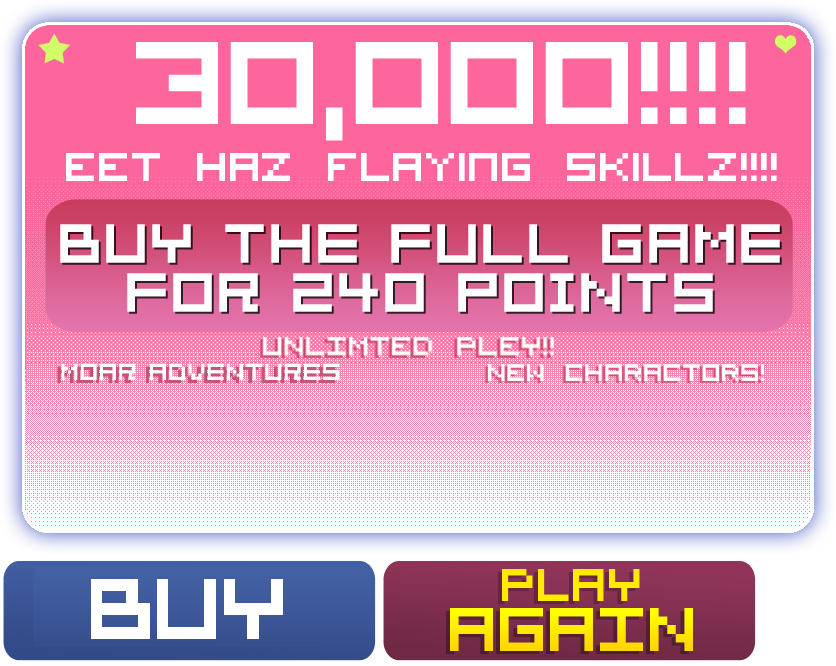 30,000!!!!
EET HAZ FLAYING SKILLZ!!!!
BUY THE FULL GAME
FOR 240 POINTS
UNLIMTED PLEY!!
MOAR ADVENTURES NEW CHARACTORS!
BUY
PLAY
AGAIN